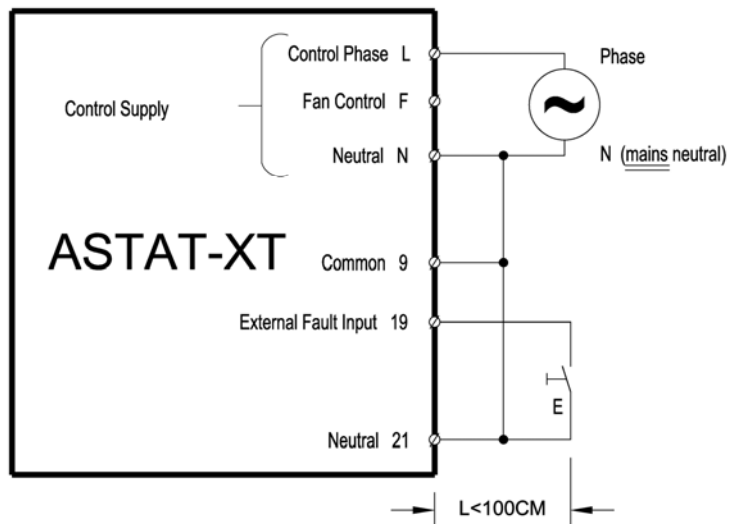 Control Phase L
Phase
Control Supply
Fan Control F
Neutral N
N (mains neutral)
ASTAT-XT
Common 9
External Fault Input 19
E
Neutral 21
L<100CM